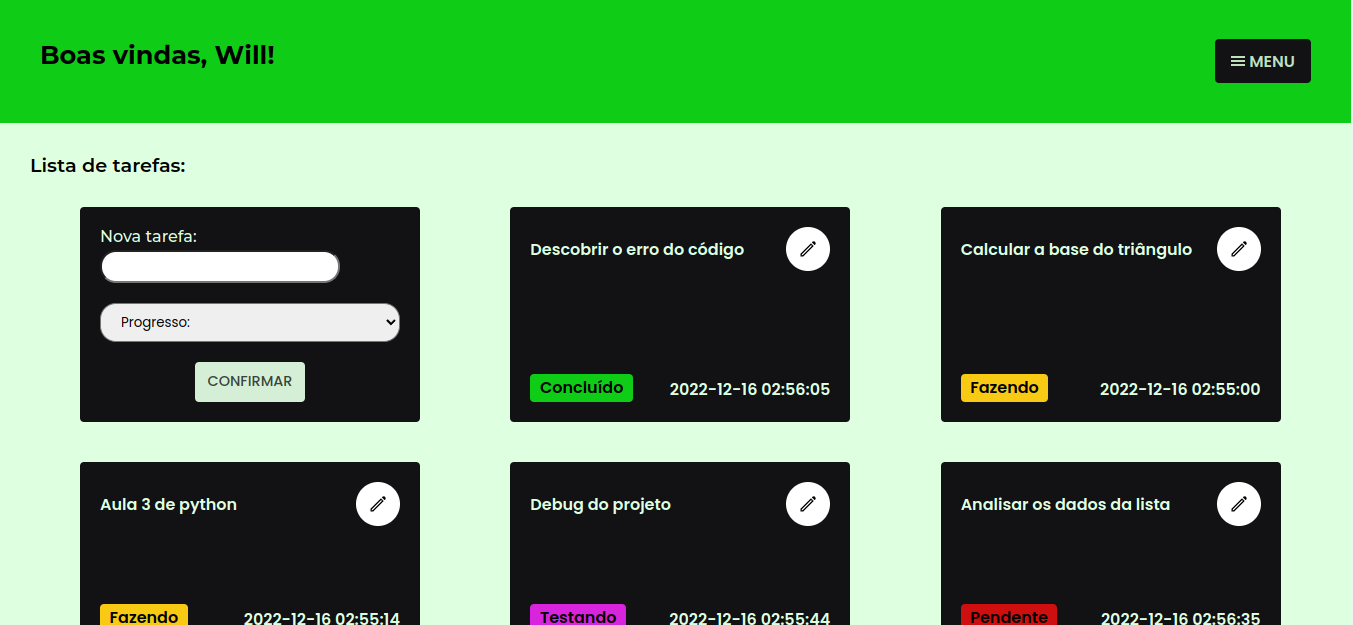 Boas vindas, Will!
MENU
Lista de tarefas:
Nova tarefa:
Progresso:
CONFIRMAR
Descobrir o erro do código
Concluído
2022-12-16 02:56:05
Calcular a base do triângulo
Fazendo
2022-12-16 02:55:00
Aula 3 de python
Fazendo
2022-12-16 02:55:14
Debug do projeto
Testando
2022-12-16 02:55:44
Analisar os dados da lista
Pendente
2022-12-16 02:56:35